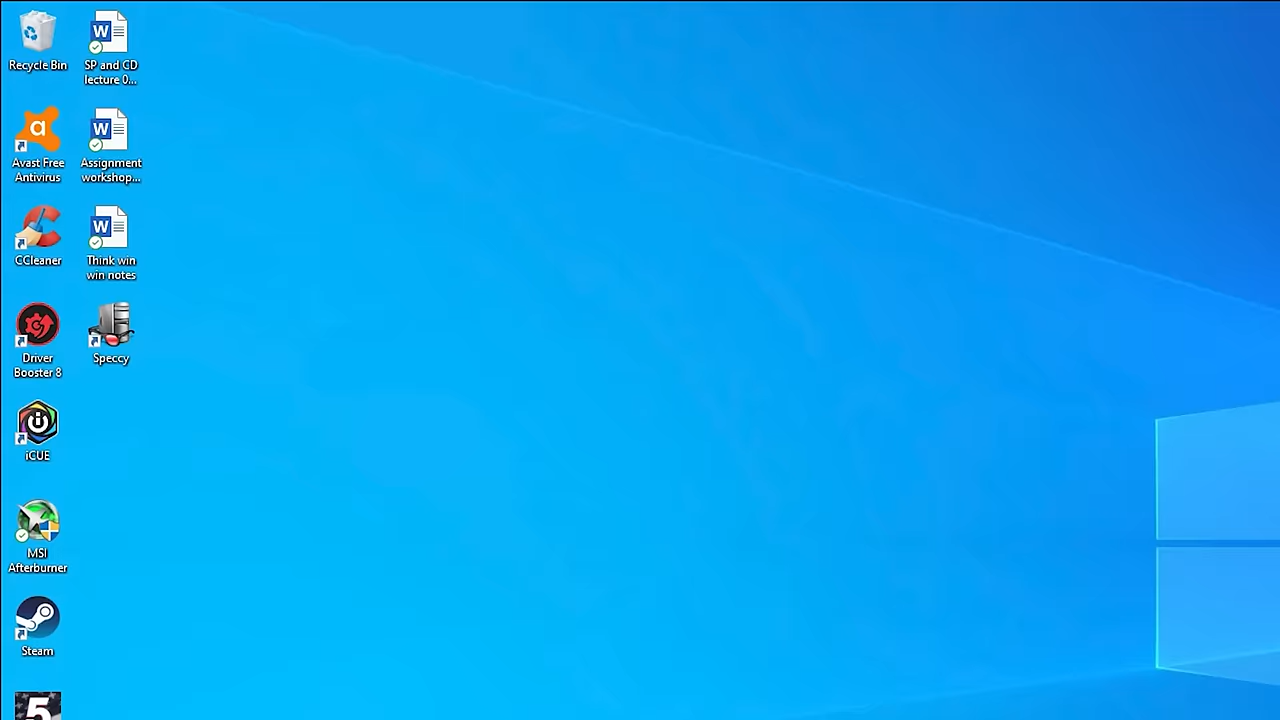 Recycle Bin
SP and CD
lecture 0...
Avast Free
Antivirus
Assignment
workshop...
CCleaner
Think win
win notes
Driver
Booster 8
Speccy
iCUE
MSI
Afterburner
Steam
5